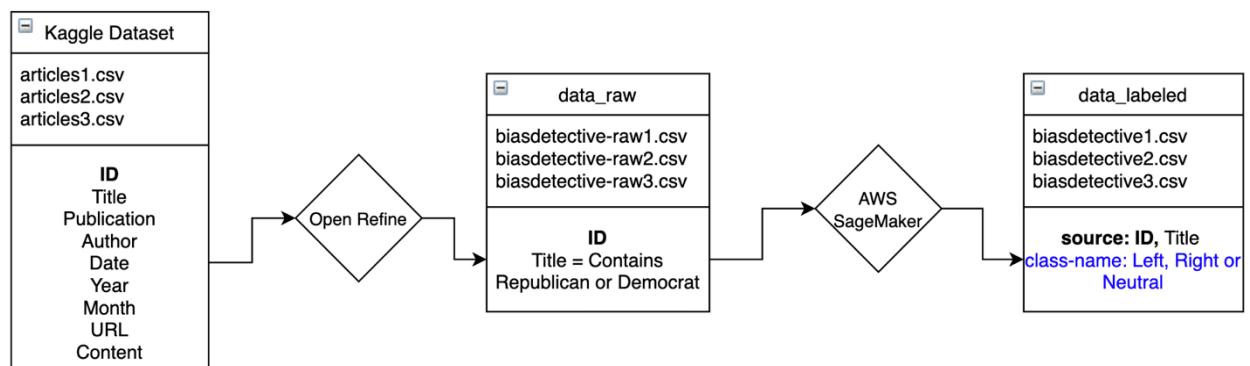 Kaggle Dataset
articles1.csv
articles2.csv
articles3.csv
ID
Title
Publication
Author
Date
Year
Month
URL
Content
Open Refine
data_raw
biasdetective-raw1.csv
biasdetective-raw2.csv
biasdetective-raw3.csv
ID
Title = Contains
Republican or Democrat
AWS
SageMaker
data_labeled
biasdetective1.csv
biasdetective2.csv
biasdetective3.csv
source: ID, Title
class-name: Left, Right or
Neutral